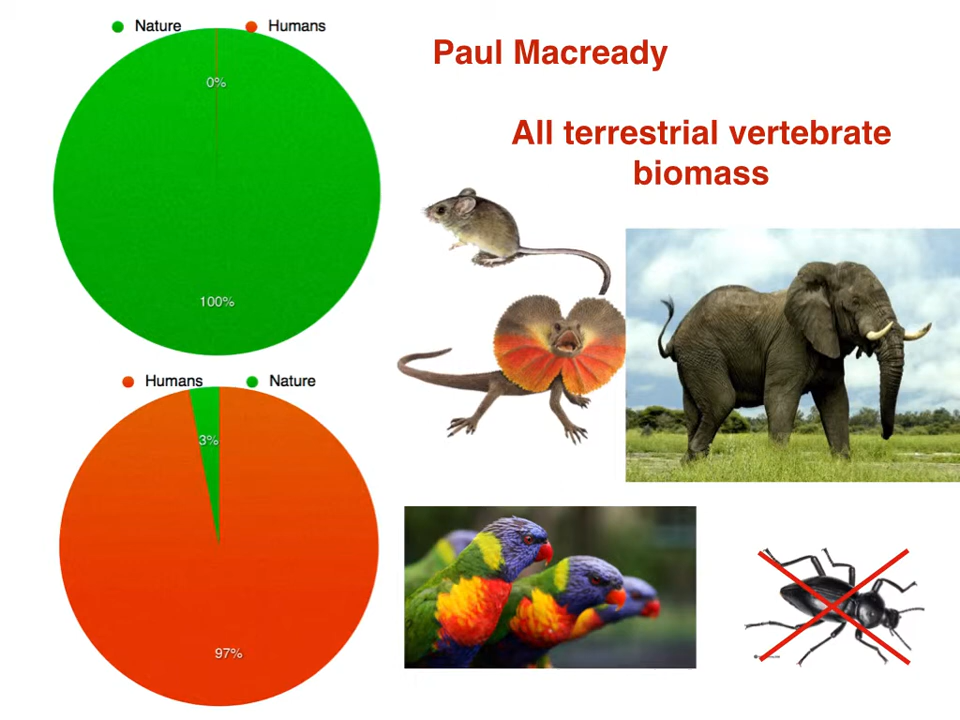 Nature
Humans
0%
100%
Paul Macready
All terrestrial vertebrate
biomass
Humans
Nature
3%
97%